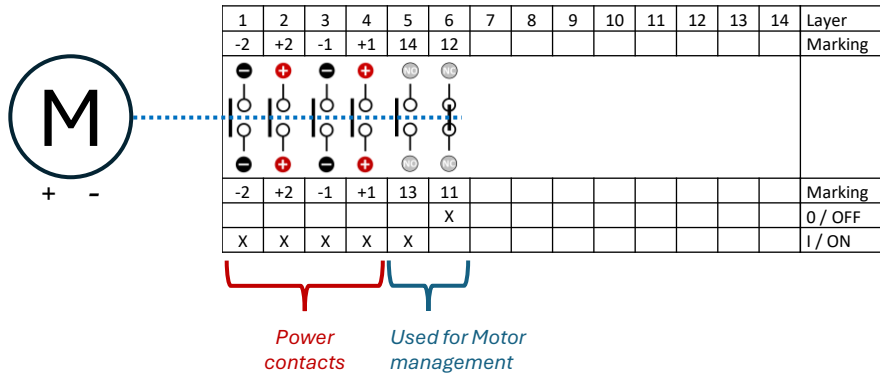 1 2 3 4 5 6 7 8 9 10 11 12 13 14 Layer
-2 +2 -1 +1 14 12 Marking
NO NC
M
NO NC
+ -
-2 +2 -1 +1 13 11 Marking
X 0 / OFF
X X X X X I / ON
Power contacts
Used for Motor management